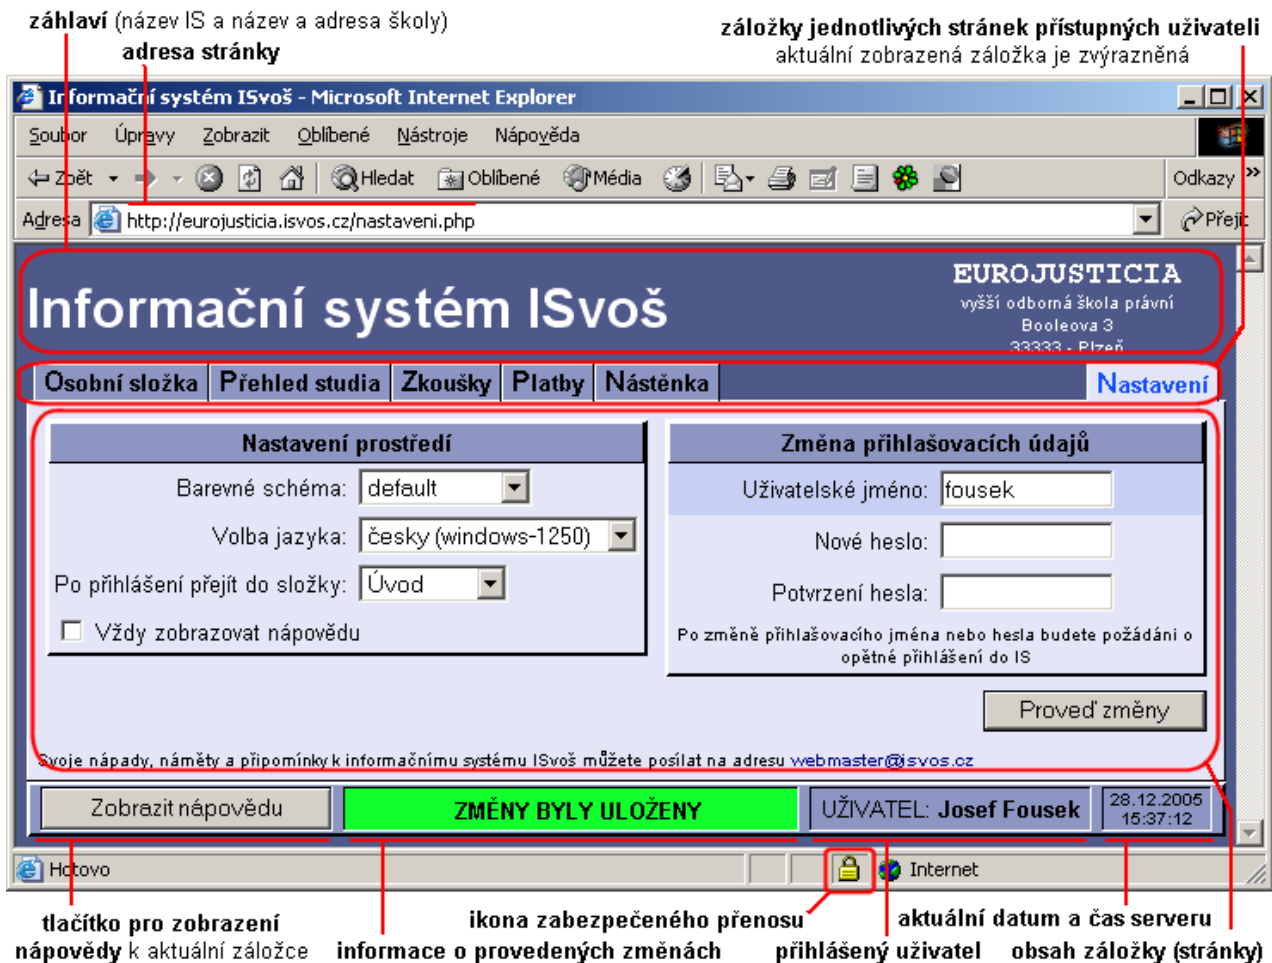 záhlaví (název IS a název a adresa školy)
adresa stránky
záložky jednotlivých stránek přístupných uživateli
aktuální zobrazená záložka je zvýrazněná
Informační systém ISvoš - Microsoft Internet Explorer
Soubor Úpravy Zobrazit Oblíbené Nástroje Nápověda
Zpět Hledat Oblíbené Média Odkazy »
Adresa http://eurojusticia.isvos.cz/nastaveni.php Přejít
Informační systém ISvoš
EUROJUSTICIA
vyšší odborná škola právní
Booleova 3
33333 - Plzeň
Osobní složka Přehled studia Zkoušky Platby Nástěnka Nastavení
Nastavení prostředí
Barevné schéma: default
Volba jazyka: česky (windows-1250)
Po přihlášení přejít do složky: Úvod
Vždy zobrazovat nápovědu
Změna přihlašovacích údajů
Uživatelské jméno: fousek
Nové heslo:
Potvrzení hesla:
Po změně přihlašovacího jména nebo hesla budete požádáni o
opětné přihlášení do IS
Proveď změny
Svoje nápady, náměty a připomínky k informačnímu systému ISvoš můžete posílat na adresu webmaster@isvos.cz
Zobrazit nápovědu ZMĚNY BYLY ULOŽENY UŽIVATEL: Josef Fousek 28.12.2005
15:37:12
Hotovo Internet
tlačítko pro zobrazení
nápovědy k aktuální záložce
informace o provedených změnách
ikona zabezpečeného přenosu
přihlášený uživatel
aktuální datum a čas serveru
obsah záložky (stránky)